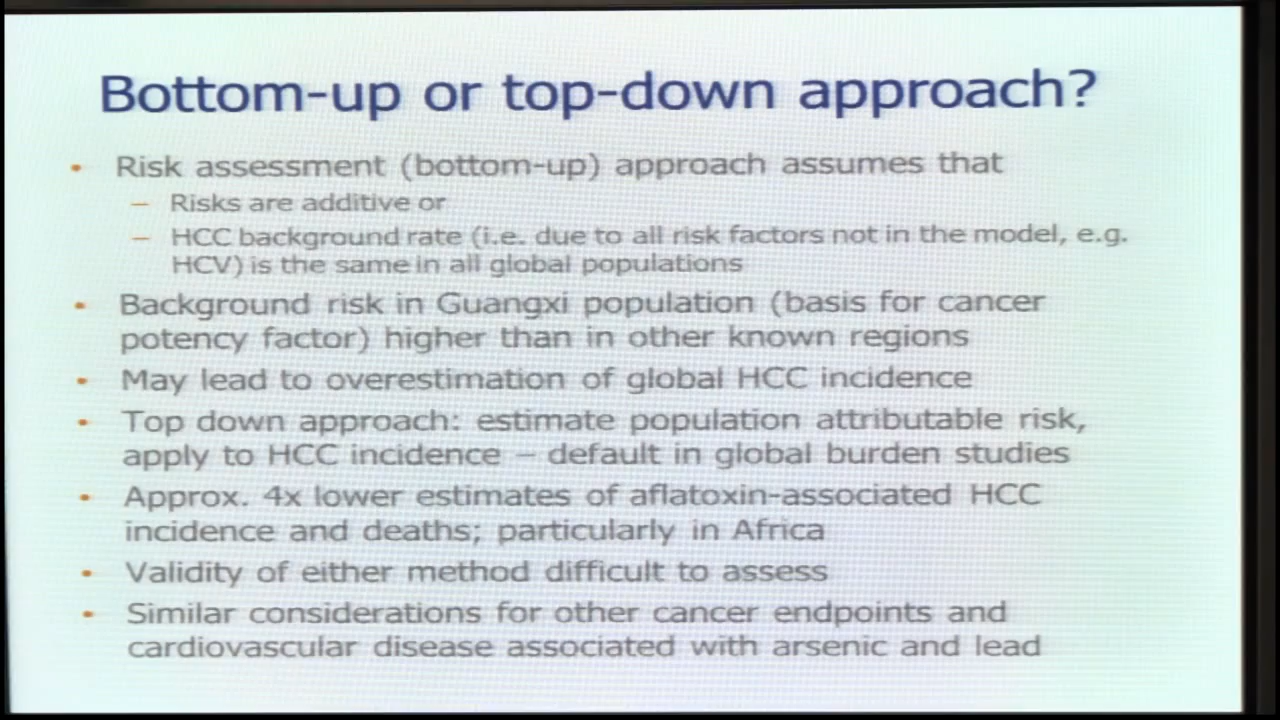 Bottom-up or top-down approach?
• Risk assessment (bottom-up) approach assumes that
– Risks are additive or
– HCC background rate (i.e. due to all risk factors not in the model, e.g.
HCV) is the same in all global populations
• Background risk in Guangxi population (basis for cancer
potency factor) higher than in other known regions
• May lead to overestimation of global HCC incidence
• Top down approach: estimate population attributable risk,
apply to HCC incidence – default in global burden studies
• Approx. 4x lower estimates of aflatoxin-associated HCC
incidence and deaths; particularly in Africa
• Validity of either method difficult to assess
• Similar considerations for other cancer endpoints and
cardiovascular disease associated with arsenic and lead